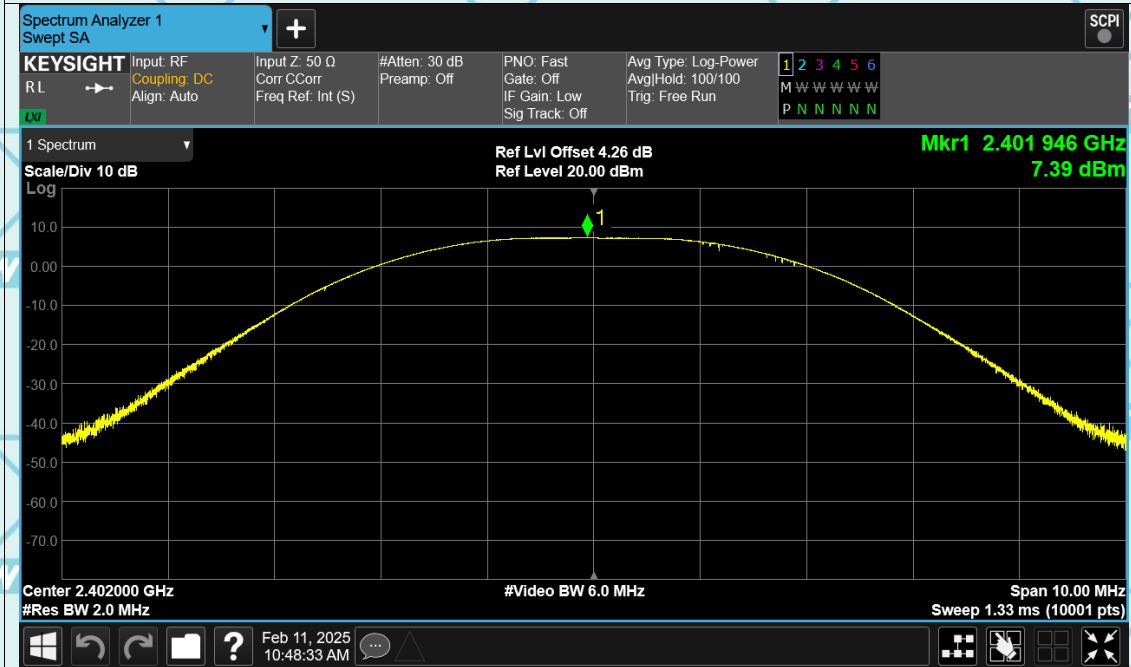 Spectrum Analyzer 1
Swept SA
SCPI
KEYSIGHT
RL
LXI
Input: RF
Coupling: DC
Align: Auto
Input Z: 50 Ω
Corr CCorr
Freq Ref: Int (S)
#Atten: 30 dB
Preamp: Off
PNO: Fast
Gate: Off
IF Gain: Low
Sig Track: Off
Avg Type: Log-Power
Avg|Hold: 100/100
Trig: Free Run
1 2 3 4 5 6
M W W W W W
P N N N N N
1 Spectrum
Scale/Div 10 dB
Log
Ref Lvl Offset 4.26 dB
Ref Level 20.00 dBm
Mkr1 2.401 946 GHz
7.39 dBm
1
10.0
0.00
-10.0
-20.0
-30.0
-40.0
-50.0
-60.0
-70.0
Center 2.402000 GHz
#Res BW 2.0 MHz
#Video BW 6.0 MHz
Span 10.00 MHz
Sweep 1.33 ms (10001 pts)
?
Feb 11, 2025
10:48:33 AM